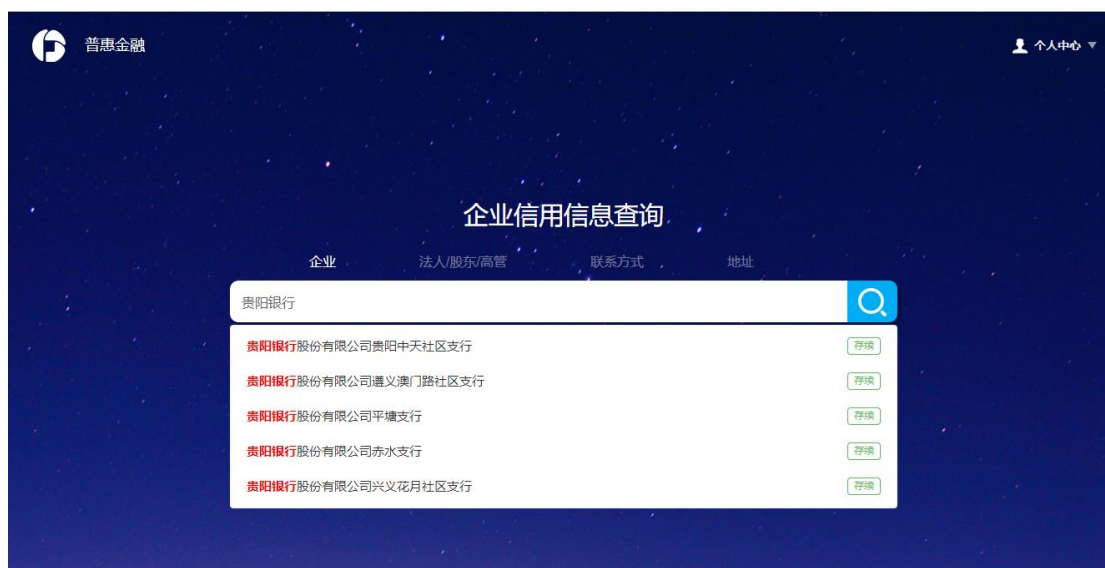 普惠金融
个人中心
企业信用信息查询
企业 法人/股东/高管 联系方式 地址
贵阳银行
贵阳银行股份有限公司贵阳中天社区支行 存续
贵阳银行股份有限公司遵义澳门路社区支行 存续
贵阳银行股份有限公司平塘支行 存续
贵阳银行股份有限公司赤水支行 存续
贵阳银行股份有限公司兴义花月社区支行 存续